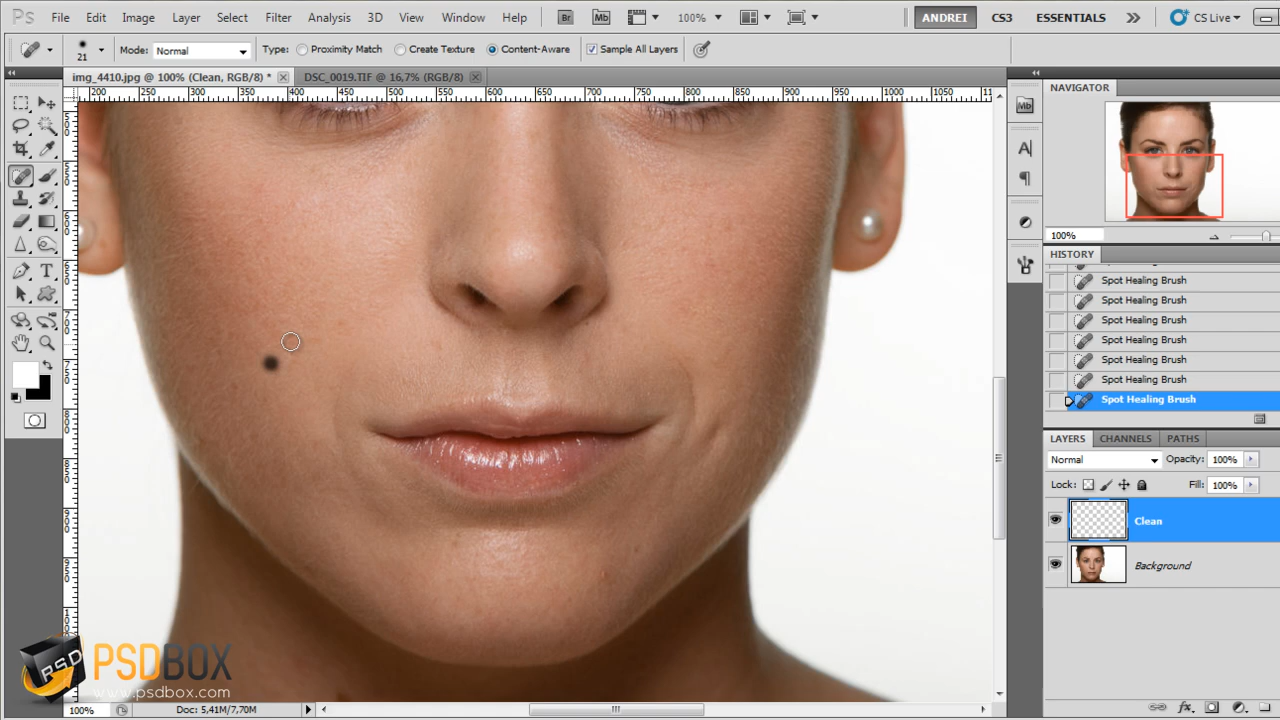 Ps File Edit Image Layer Select Filter Analysis 3D View Window Help Br Mb 100% ANDREI CS3 ESSENTIALS CS Live
21 Mode: Normal Type: Proximity Match Create Texture Content-Aware Sample All Layers
img_4410.jpg @ 100% (Clean, RGB/8) * DSC_0019.TIF @ 16,7% (RGB/8)
200 250 300 350 400 450 500 550 600 650 700 750 800 850 900 950 1000 1050
NAVIGATOR
Mb
A
100%
HISTORY
Spot Healing Brush
Spot Healing Brush
Spot Healing Brush
Spot Healing Brush
Spot Healing Brush
Spot Healing Brush
Spot Healing Brush
LAYERS CHANNELS PATHS
Normal Opacity: 100%
Lock: Fill: 100%
Clean
Background
PSD PSDBOX
www.psdbox.com
100% Doc: 5,41M/7,70M